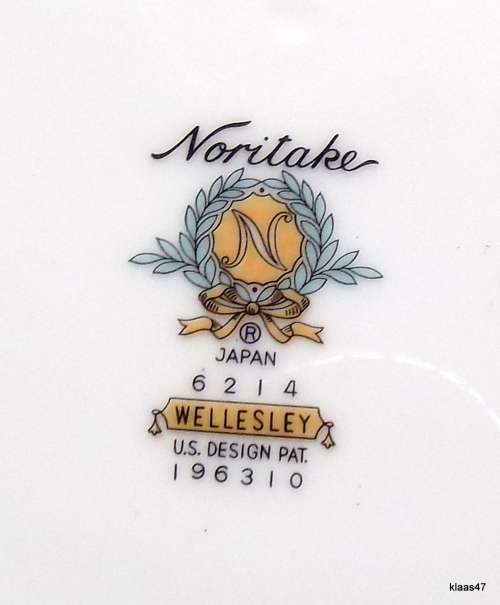 Noritake
N
®
JAPAN
6214
WELLESLEY
U.S. DESIGN PAT.
196310
klaas47